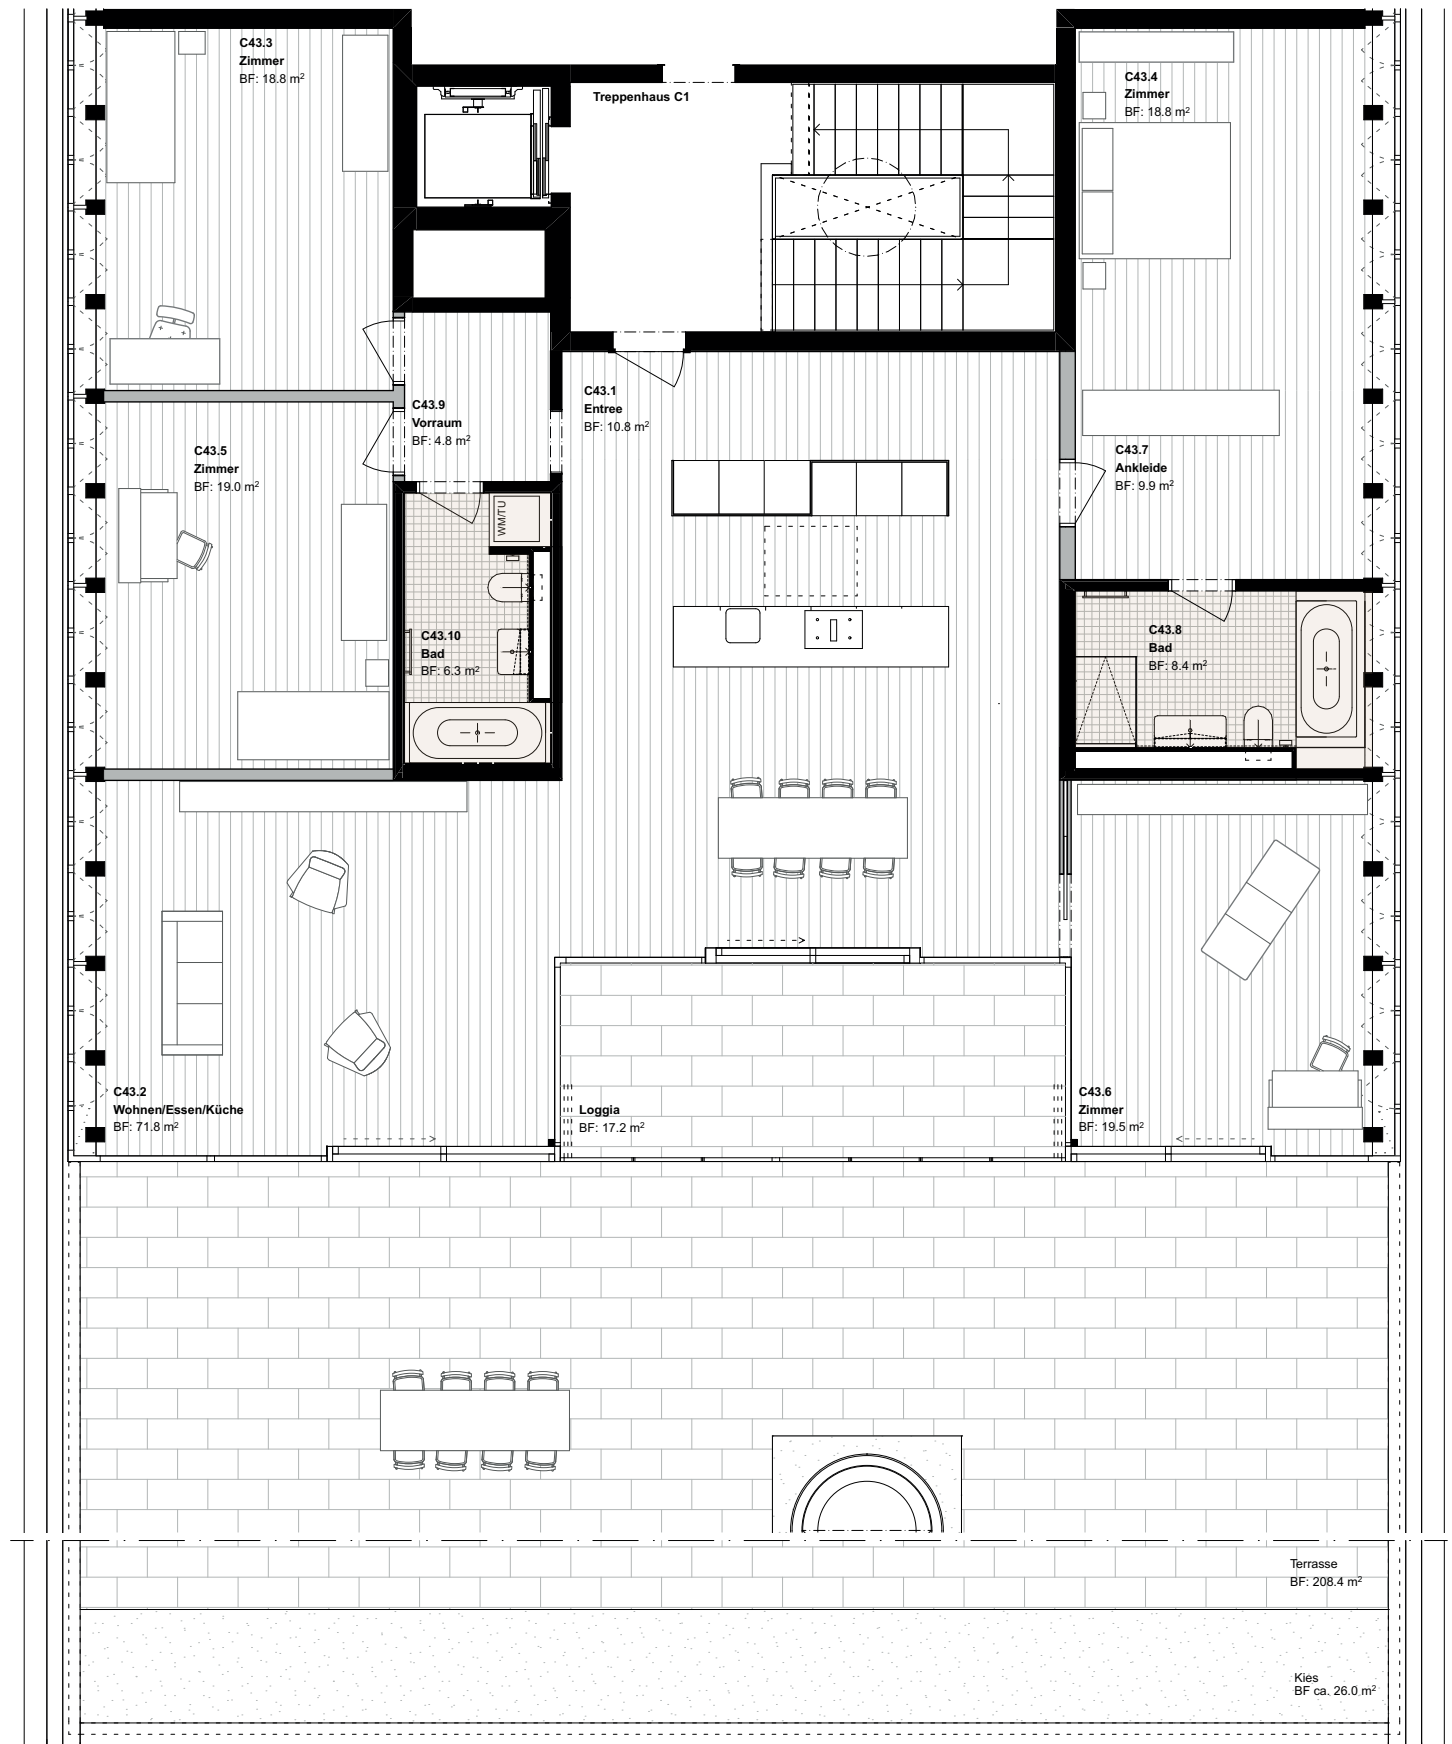 C43.3
Zimmer
BF: 18.8 m²
Treppenhaus C1
C43.4
Zimmer
BF: 18.8 m²
C43.1
Entree
BF: 10.8 m²
C43.9
Vorraum
BF: 4.8 m²
C43.5
Zimmer
BF: 19.0 m²
C43.7
Ankleide
BF: 9.9 m²
WM/TU
C43.10
Bad
BF: 6.3 m²
C43.8
Bad
BF: 8.4 m²
C43.2
Wohnen/Essen/Küche
BF: 71.8 m²
Loggia
BF: 17.2 m²
C43.6
Zimmer
BF: 19.5 m²
Terrasse
BF: 208.4 m²
Kies
BF ca. 26.0 m²